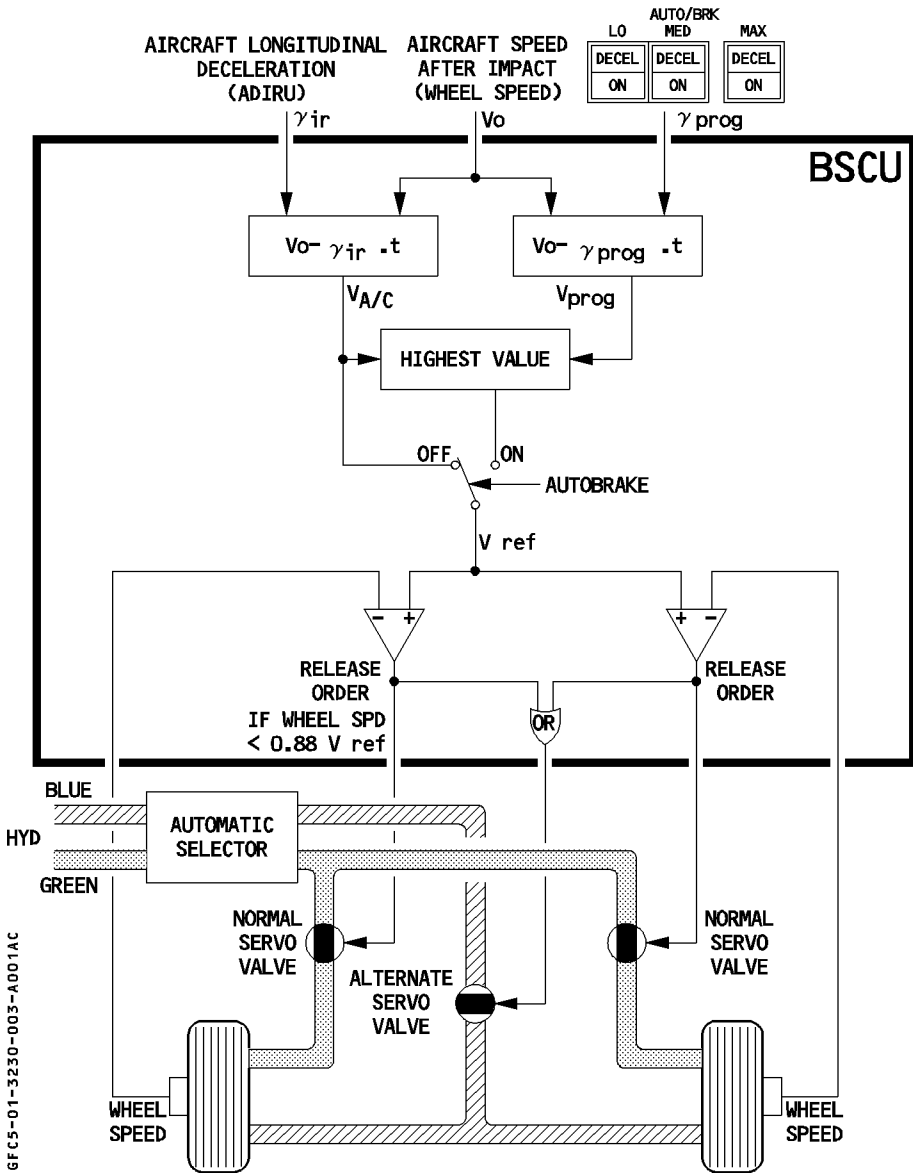 AUTO/BRK
LO MED MAX
AIRCRAFT LONGITUDINAL
DECELERATION
(ADIRU)
AIRCRAFT SPEED
AFTER IMPACT
(WHEEL SPEED)
DECEL
ON
DECEL
ON
DECEL
ON
γir
Vo
γprog
BSCU
Vo- γir .t
Vo- γprog .t
VA/C
Vprog
HIGHEST VALUE
OFF
ON
AUTOBRAKE
V ref
- +
+ -
RELEASE
ORDER
RELEASE
ORDER
IF WHEEL SPD
< 0.88 V ref
OR
BLUE
HYD
GREEN
AUTOMATIC
SELECTOR
NORMAL
SERVO
VALVE
NORMAL
SERVO
VALVE
ALTERNATE
SERVO
VALVE
WHEEL
SPEED
WHEEL
SPEED
GFC5-01-3230-003-A001AC